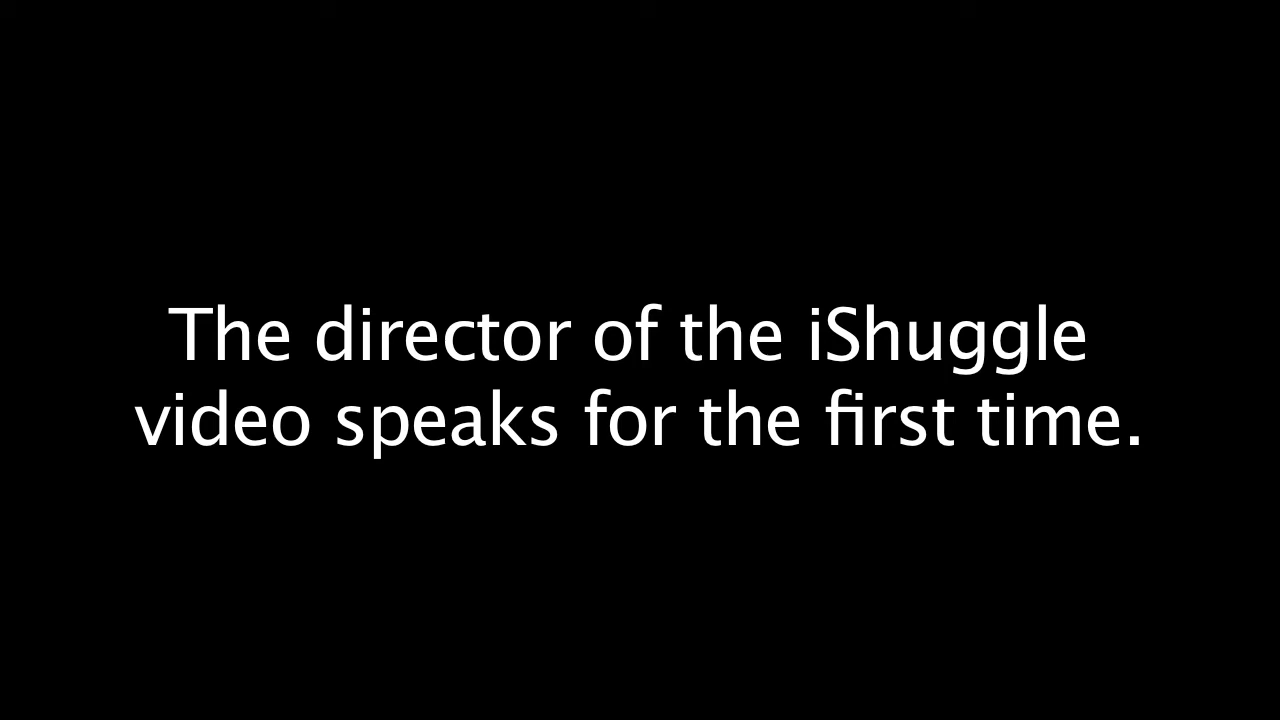 The director of the iShuggle
video speaks for the first time.